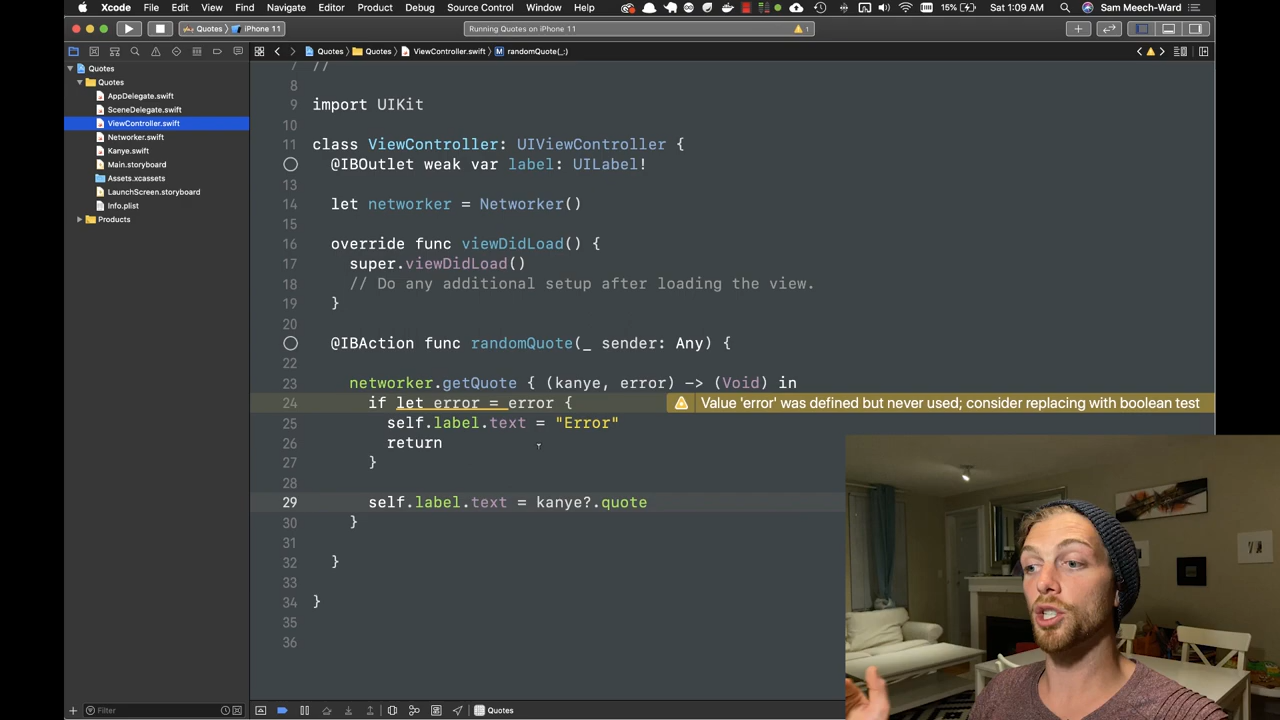 Xcode File Edit View Find Navigate Editor Product Debug Source Control Window Help 15% Sat 1:09 AM Sam Meech-Ward
Quotes iPhone 11 Running Quotes on iPhone 11 1
Quotes Quotes ViewController.swift M randomQuote(_:)
Quotes
Quotes
AppDelegate.swift
SceneDelegate.swift
ViewController.swift
Networker.swift
Kanye.swift
Main.storyboard
Assets.xcassets
LaunchScreen.storyboard
Info.plist
Products
7 //
8
9 import UIKit
10
11 class ViewController: UIViewController {
@IBOutlet weak var label: UILabel!
13
14 let networker = Networker()
15
16 override func viewDidLoad() {
17 super.viewDidLoad()
18 // Do any additional setup after loading the view.
19 }
20
@IBAction func randomQuote(_ sender: Any) {
22
23 networker.getQuote { (kanye, error) -> (Void) in
24 if let error = error { Value 'error' was defined but never used; consider replacing with boolean test
25 self.label.text = "Error"
26 return
27 }
28
29 self.label.text = kanye?.quote
30 }
31
32 }
33
34 }
35
36
Filter
Quotes